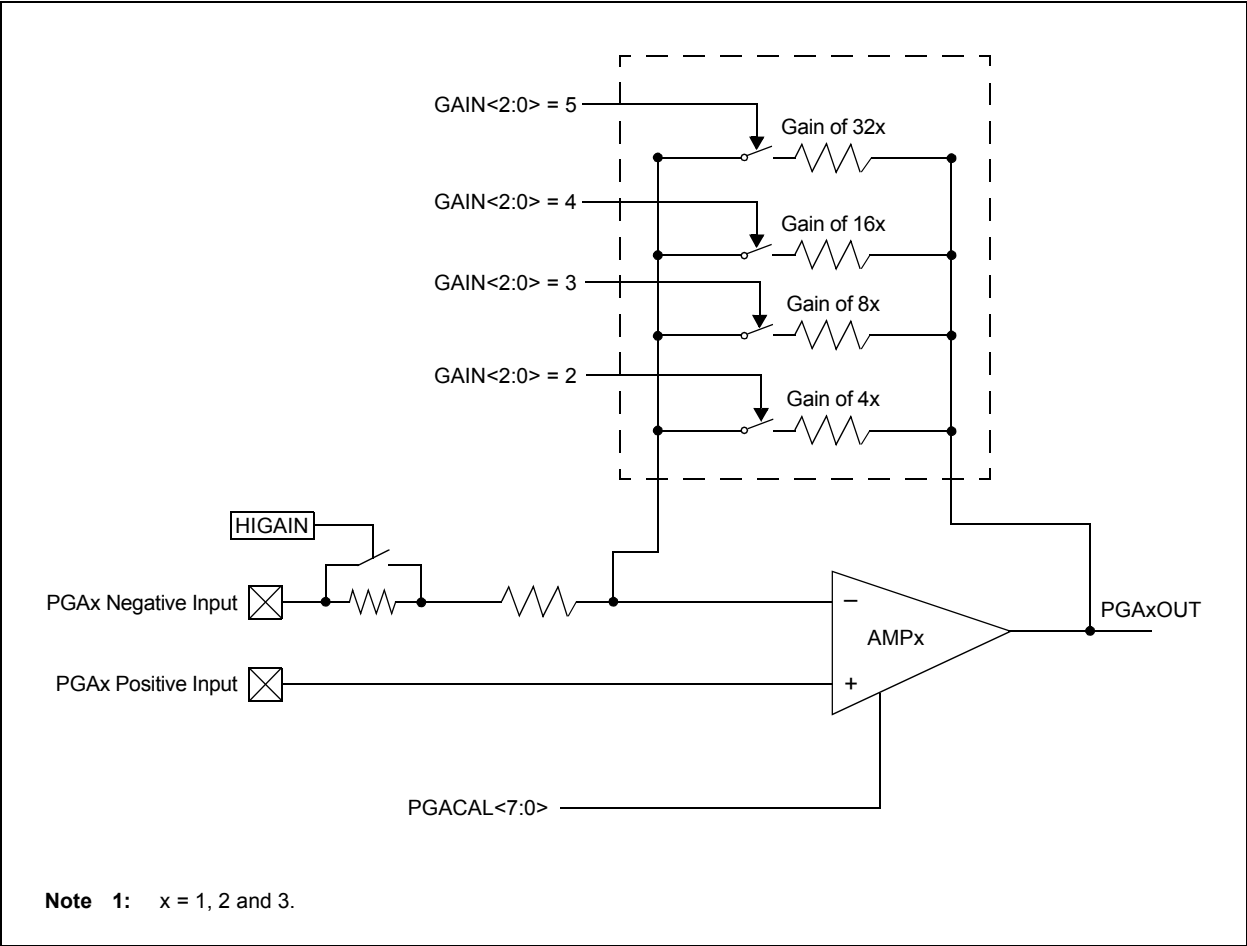 GAIN<2:0> = 5
Gain of 32x
GAIN<2:0> = 4
Gain of 16x
GAIN<2:0> = 3
Gain of 8x
GAIN<2:0> = 2
Gain of 4x
HIGAIN
PGAx Negative Input
–
PGAxOUT
AMPx
PGAx Positive Input
+
PGACAL<7:0>
Note 1: x = 1, 2 and 3.